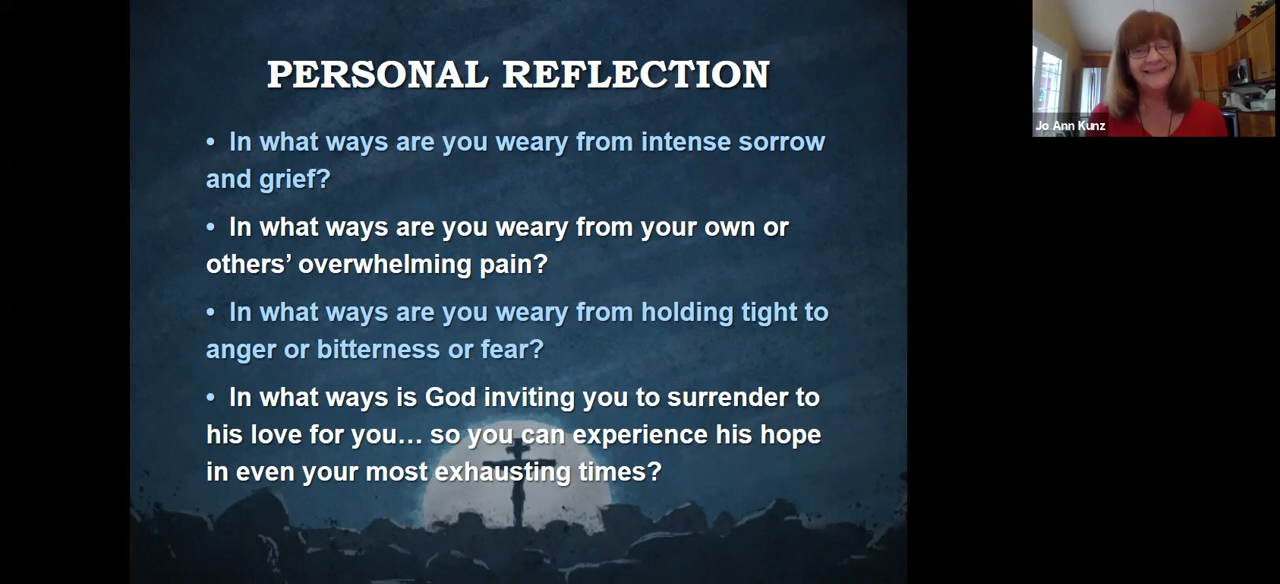 PERSONAL REFLECTION
• In what ways are you weary from intense sorrow
and grief?
• In what ways are you weary from your own or
others’ overwhelming pain?
• In what ways are you weary from holding tight to
anger or bitterness or fear?
• In what ways is God inviting you to surrender to
his love for you… so you can experience his hope
in even your most exhausting times?
Jo Ann Kunz